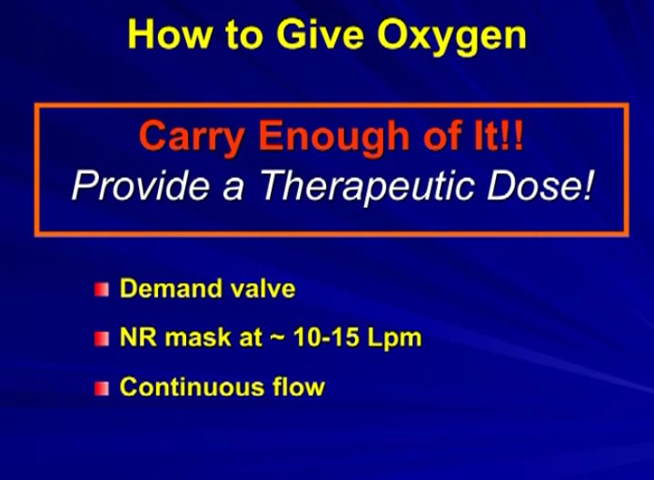 How to Give Oxygen
Carry Enough of It!!
Provide a Therapeutic Dose!
Demand valve
NR mask at ~ 10-15 Lpm
Continuous flow